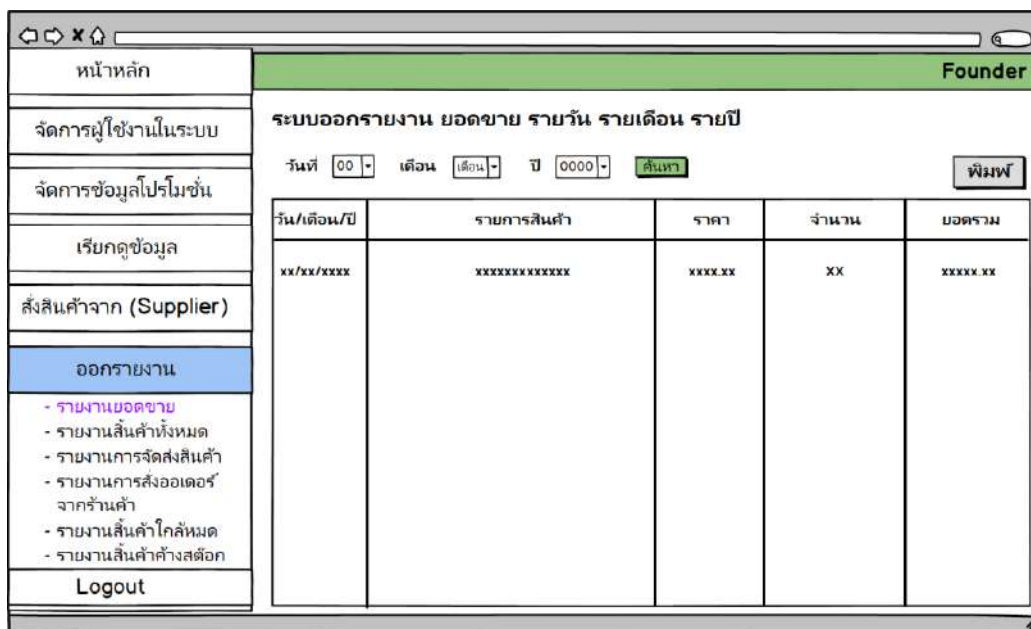 หน้าหลัก
Founder
จัดการผู้ใช้งานในระบบ
จัดการข้อมูลโปรโมชั่น
เรียกดูข้อมูล
สั่งสินค้าจาก (Supplier)
ออกรายงาน
- รายงานยอดขาย
- รายงานสิ้นค้าทั้งหมด
- รายงานการจัดส่งสินค้า
- รายงานการสั่งออเดอร์
จากร้านค้า
- รายงานสิ้นค้าใกล้หมด
- รายงานสิ้นค้าค้างสต๊อก
Logout
ระบบออกรายงาน ยอดขาย รายวัน รายเดือน รายปี
วันที่ 00 เดือน เดือน ปี 0000 ค้นหา
พิมพ์
วัน/เดือน/ปี รายการสินค้า ราคา จำนวน ยอดรวม
xx/xx/xxxx xxxxxxxxxxxxx xxxx.xx xx xxxxx.xx